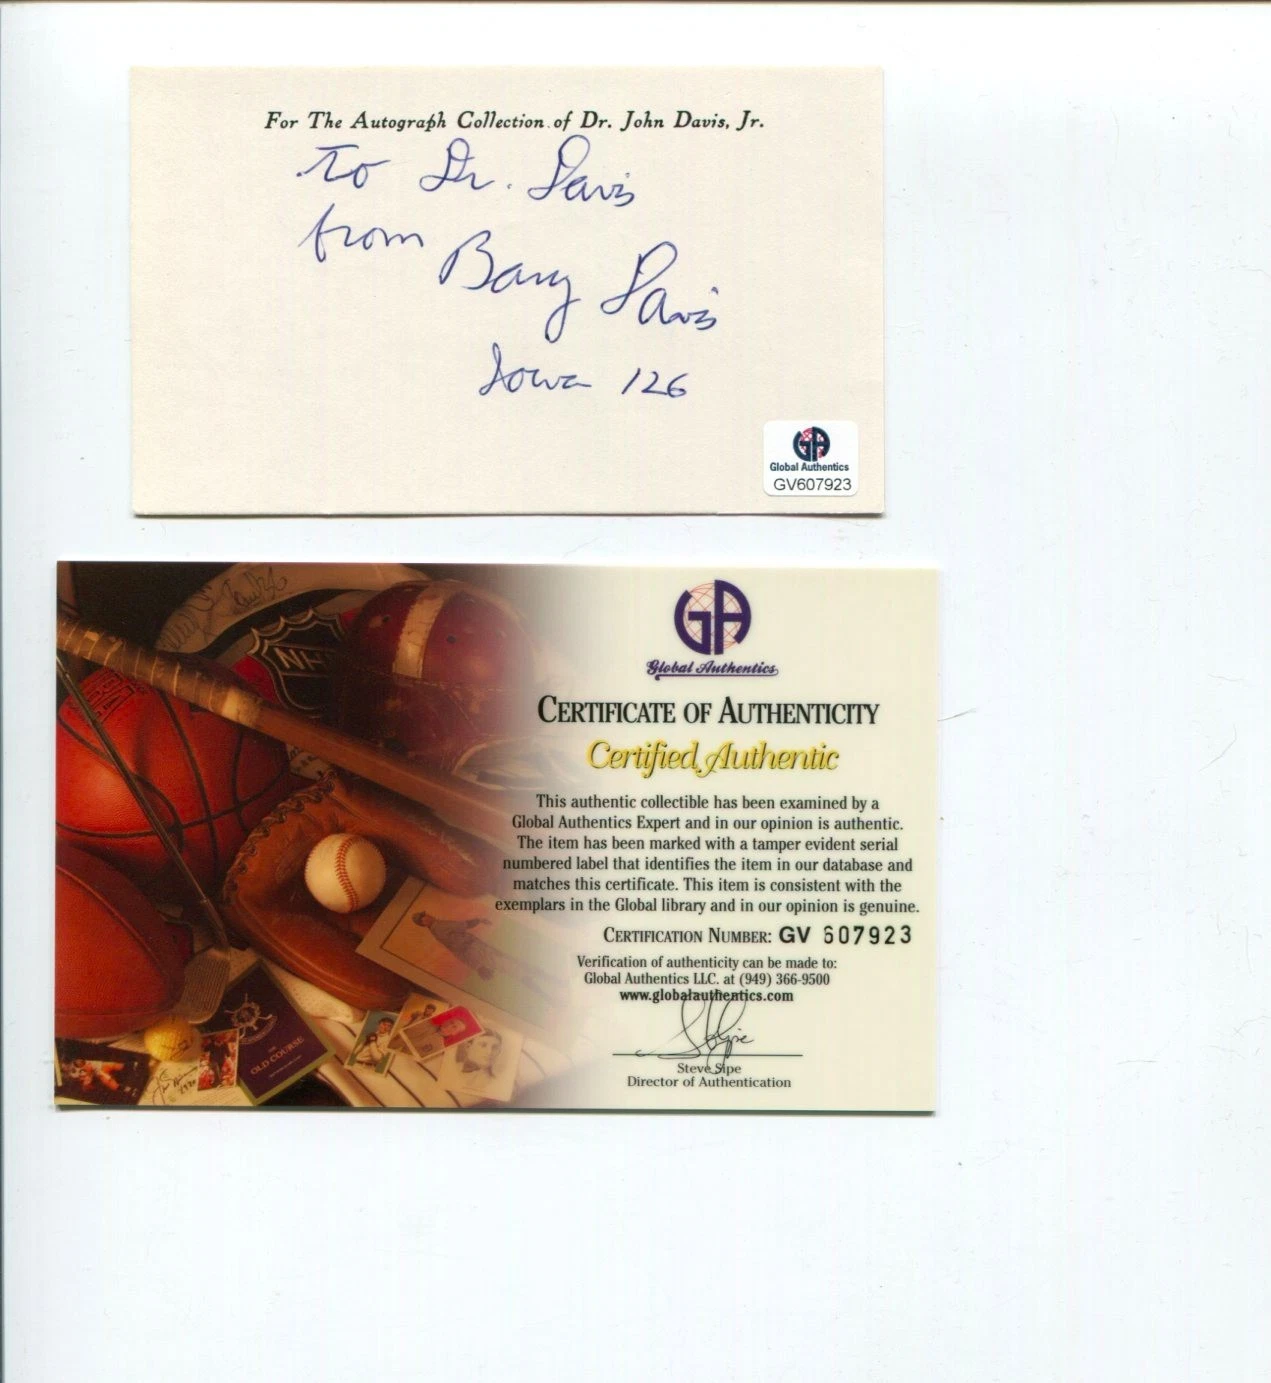 For The Autograph Collection of Dr. John Davis, Jr.
To Dr. Davis
from Barry Davis
Iowa 126
GA
Global Authentics
GV607923
NH
GA
Global Authentics
CERTIFICATE OF AUTHENTICITY
Certified Authentic
This authentic collectible has been examined by a
Global Authentics Expert and in our opinion is authentic.
The item has been marked with a tamper evident serial
numbered label that identifies the item in our database and
matches this certificate. This item is consistent with the
exemplars in the Global library and in our opinion is genuine.
CERTIFICATION NUMBER: GV 607923
Verification of authenticity can be made to:
Global Authentics LLC. at (949) 366-9500
www.globalauthentics.com
Steve Sipe
Director of Authentication
OLD COURSE